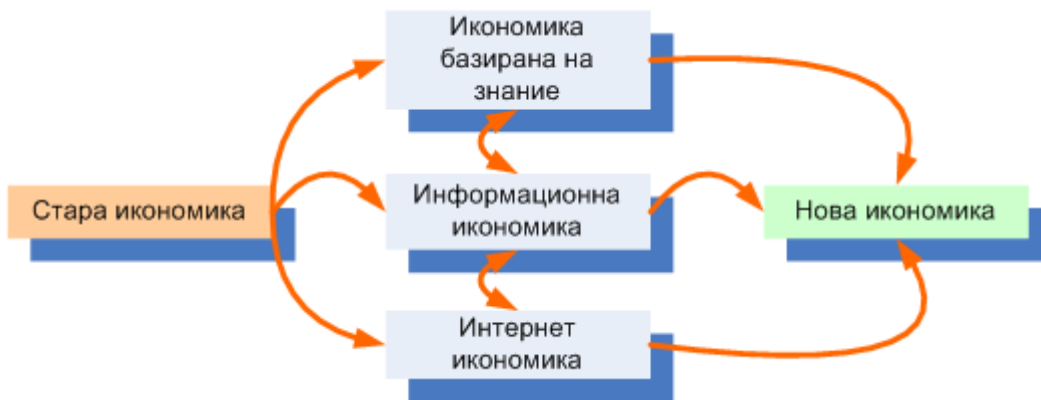 Икономика
базирана на
знание
Стара икономика
Информационна
икономика
Нова икономика
Интернет
икономика